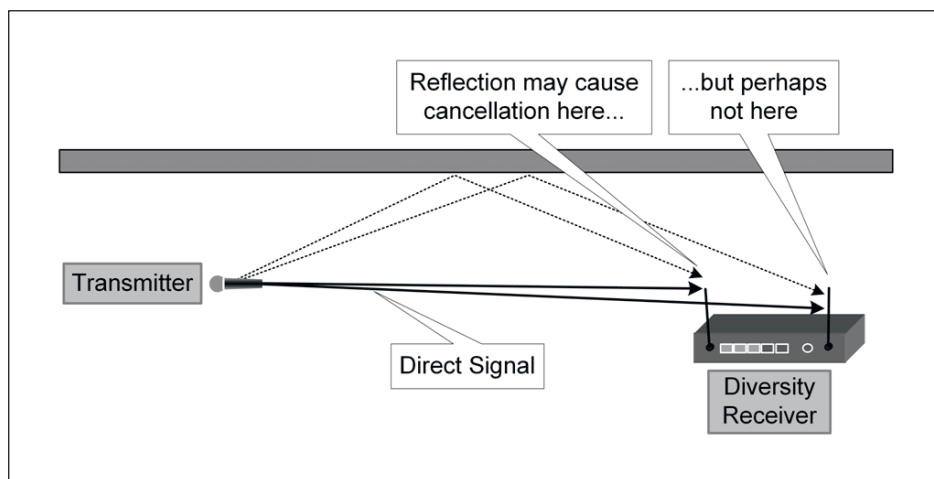 Reflection may cause
cancellation here...
...but perhaps
not here
Transmitter
Direct Signal
Diversity
Receiver